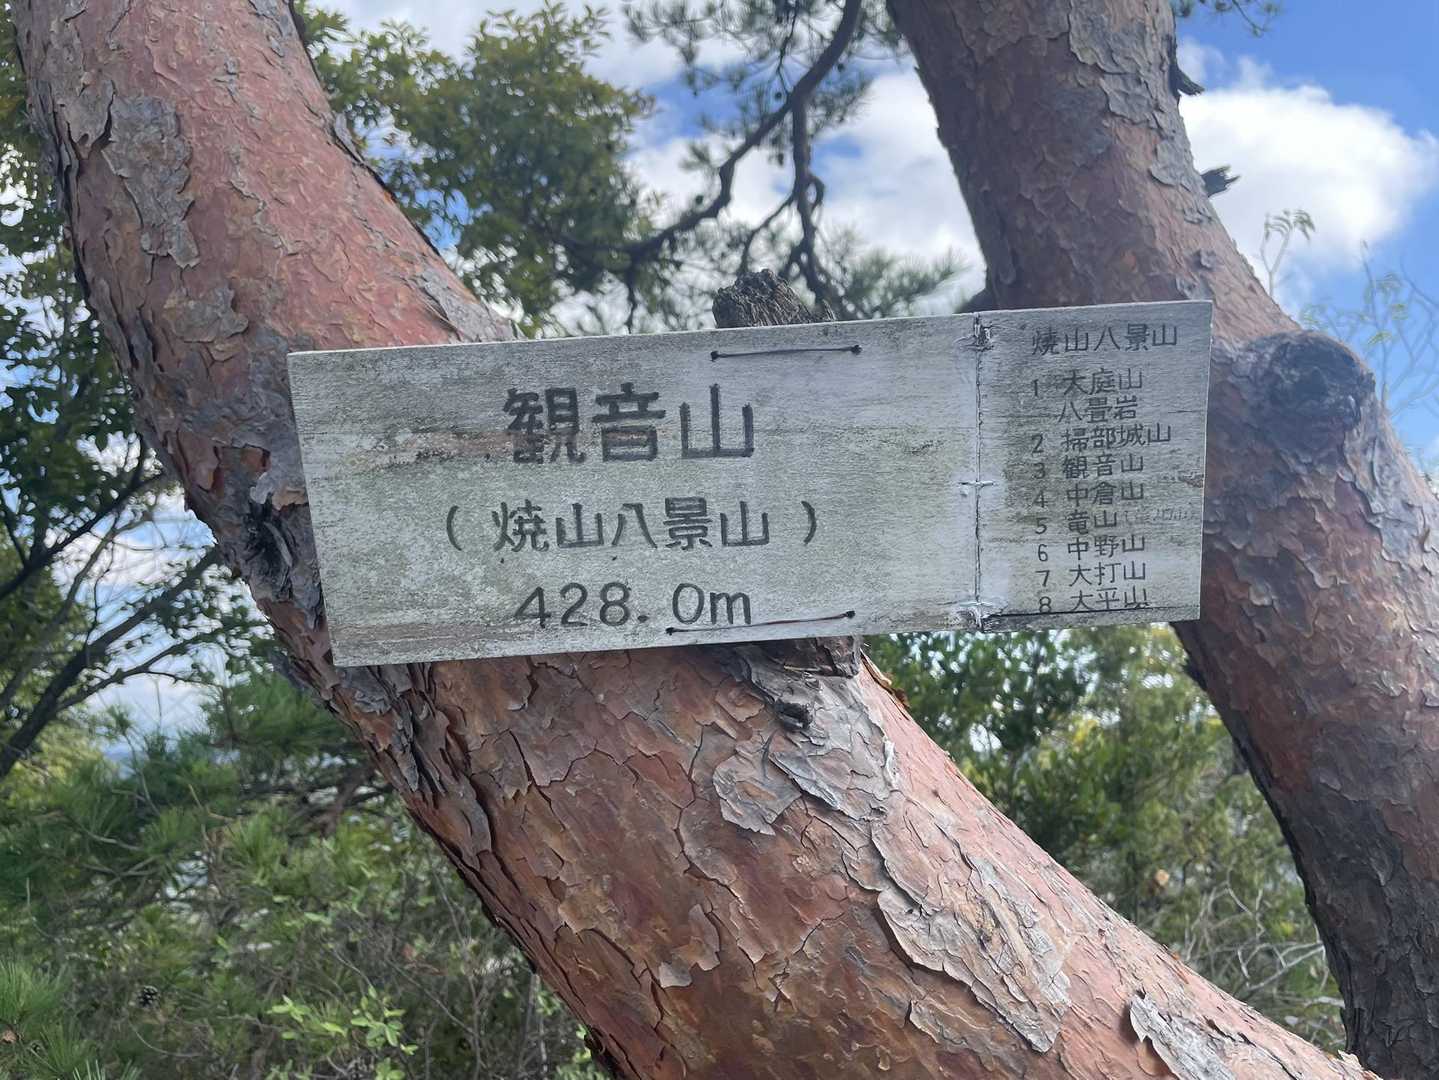 観音山
(焼山八景山)
428.0m
焼山八景山
1 大庭山
八畳岩
2 掃部城山
3 観音山
4 中倉山
5 竜山
6 中野山
7 大打山
8 大平山